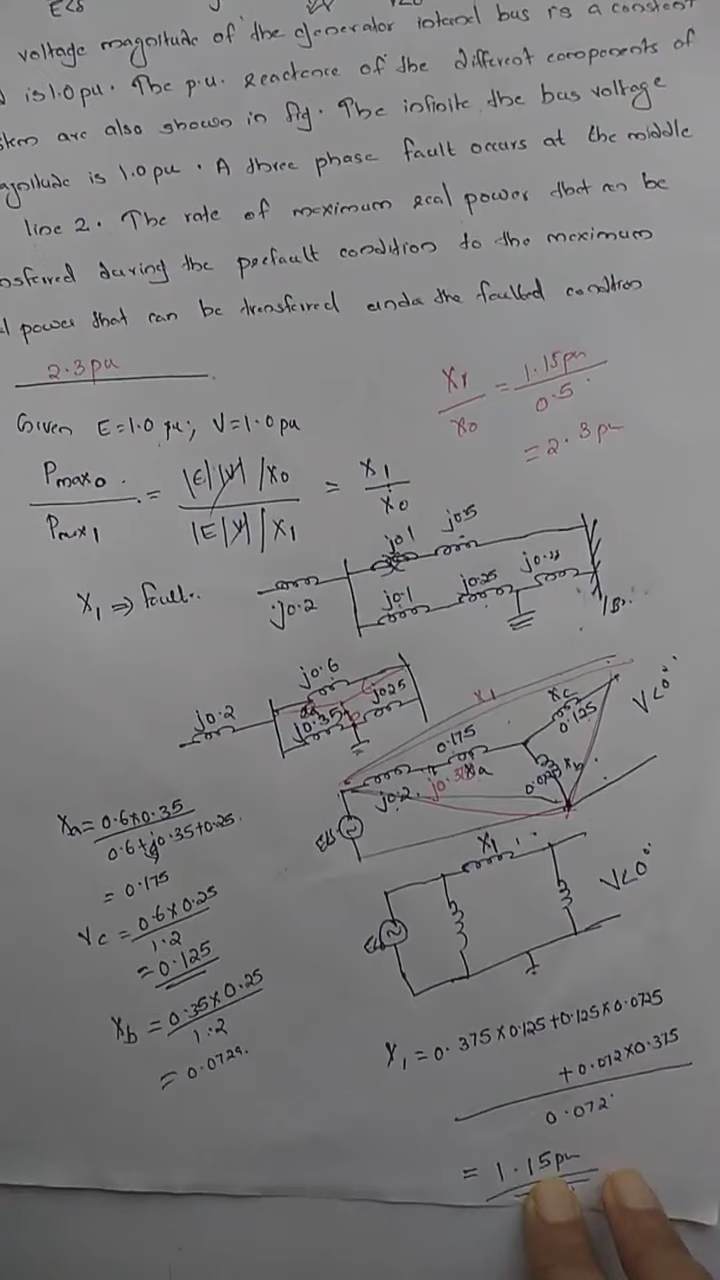 E∠δ
voltage magnitude of the generator internal bus is a constant
is 1.0 pu. The p.u. Reactance of the different components of
are also shown in fig. The infinite the bus voltage
is 1.0 pu. A three phase fault occurs at the middle
line 2. The rate of maximum real power that can be
during the prefault condition to the maximum
power that can be transferred the faulted condition
2.3 pu
X1/X0 = 1.15pu/0.5
= 2.3 pu
Given E=1.0 pu; V=1.0 pu
Pmax0/Pmax1 = |E||V|/X0 / |E|V|/X1 = X1/X0
j0.1 j0.5
X1 ⇒ fault..
j0.2 j0.1 j0.25
j0.6
j0.2 j0.35 j0.25
X1 Xc 0.125 V∠0°
0.175
j0.2 Xa 0.0723 Xb
E∠δ
Xa = 0.6×0.35/0.6+j0.35+0.25
= 0.175
Xc = 0.6×0.25/1.2
= 0.125
Xb = 0.35×0.25/1.2
= 0.0729.
X1
V∠0°
X1 = 0.375×0.125+0.125×0.0725
+0.072×0.375
0.072
= 1.15pu